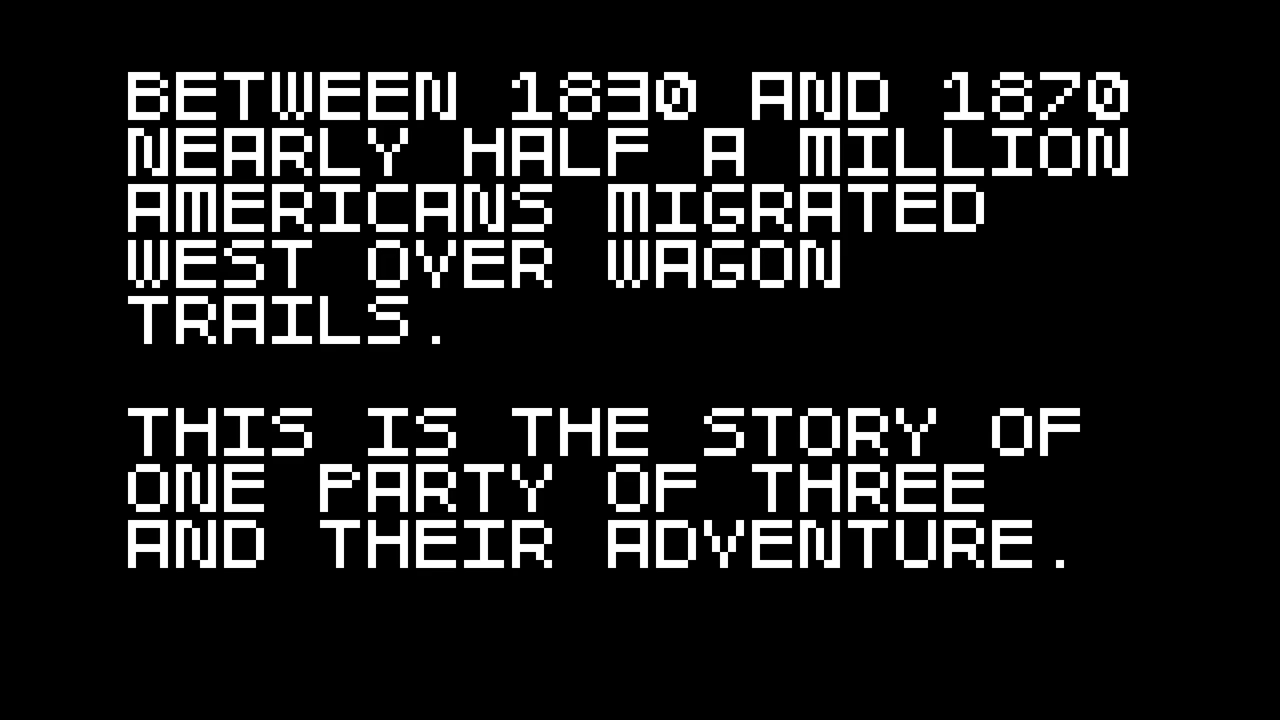 BETWEEN 1830 AND 1870
NEARLY HALF A MILLION
AMERICANS MIGRATED
WEST OVER WAGON
TRAILS.
THIS IS THE STORY OF
ONE PARTY OF THREE
AND THEIR ADVENTURE.